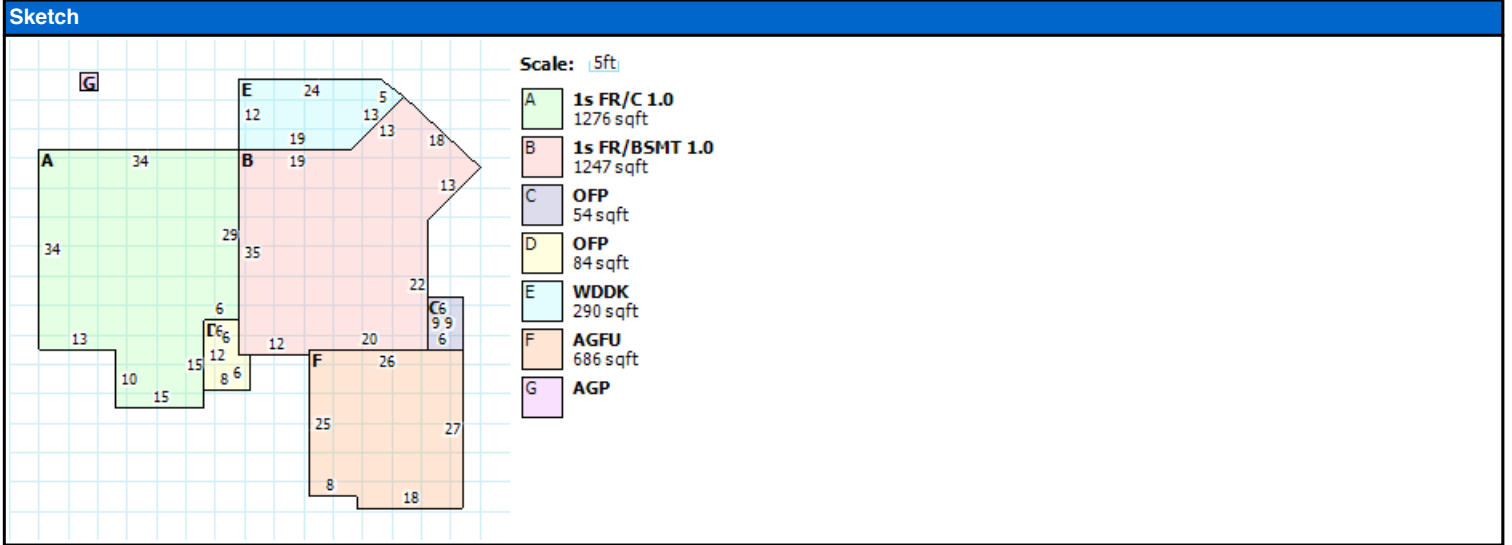 Sketch
G
E 24 5
12 13
19 13 18
A 34 B 19
13
29
34 35
22
6 C6
D6 6 9 9
13 12 20 6
15 12 F 26
10 8 6
15
25 27
8 18
Scale: 5ft
A 1s FR/C 1.0
1276 sqft
B 1s FR/BSMT 1.0
1247 sqft
C OFP
54 sqft
D OFP
84 sqft
E WDDK
290 sqft
F AGFU
686 sqft
G AGP